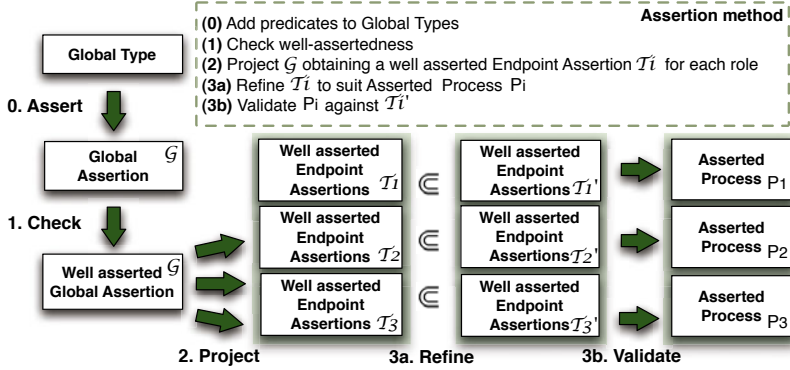 Assertion method
(0) Add predicates to Global Types
(1) Check well-assertedness
(2) Project 𝒢 obtaining a well asserted Endpoint Assertion 𝒯i for each role
(3a) Refine 𝒯i to suit Asserted Process Pi
(3b) Validate Pi against 𝒯i'
Global Type
0. Assert
Global
Assertion 𝒢
1. Check
Well asserted 𝒢
Global Assertion
Well asserted
Endpoint
Assertions 𝒯1
⋐
Well asserted
Endpoint
Assertions 𝒯1'
Asserted
Process P1
Well asserted
Endpoint
Assertions 𝒯2
⋐
Well asserted
Endpoint
Assertions 𝒯2'
Asserted
Process P2
Well asserted
Endpoint
Assertions 𝒯3
⋐
Well asserted
Endpoint
Assertions 𝒯3'
Asserted
Process P3
2. Project
3a. Refine
3b. Validate